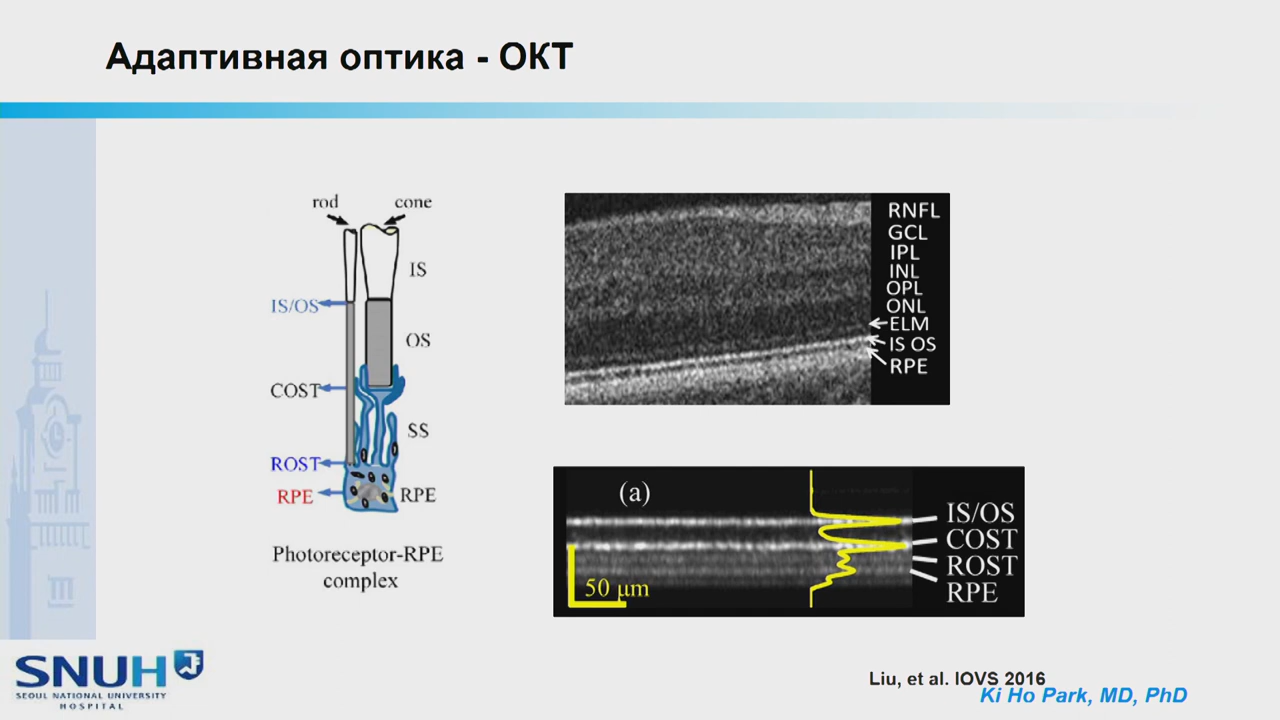 Адаптивная оптика - ОКТ
rod
cone
IS
IS/OS
OS
COST
SS
ROST
RPE
RPE
Photoreceptor-RPE
complex
RNFL
GCL
IPL
INL
OPL
ONL
ELM
IS OS
RPE
(a)
50 μm
IS/OS
COST
ROST
RPE
SNUH
SEOUL NATIONAL UNIVERSITY
HOSPITAL
Liu, et al. IOVS 2016
Ki Ho Park, MD, PhD